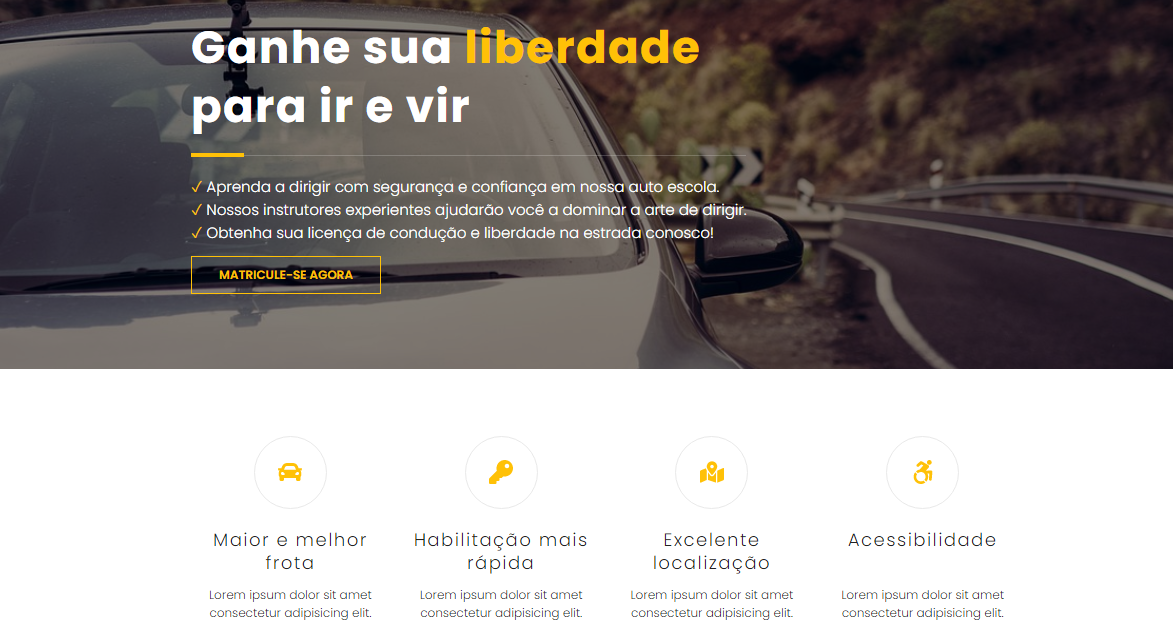 Ganhe sua liberdade
para ir e vir
✓ Aprenda a dirigir com segurança e confiança em nossa auto escola.
✓ Nossos instrutores experientes ajudarão você a dominar a arte de dirigir.
✓ Obtenha sua licença de condução e liberdade na estrada conosco!
MATRICULE-SE AGORA
Maior e melhor
frota
Lorem ipsum dolor sit amet
consectetur adipisicing elit.
Habilitação mais
rápida
Lorem ipsum dolor sit amet
consectetur adipisicing elit.
Excelente
localização
Lorem ipsum dolor sit amet
consectetur adipisicing elit.
Acessibilidade
Lorem ipsum dolor sit amet
consectetur adipisicing elit.